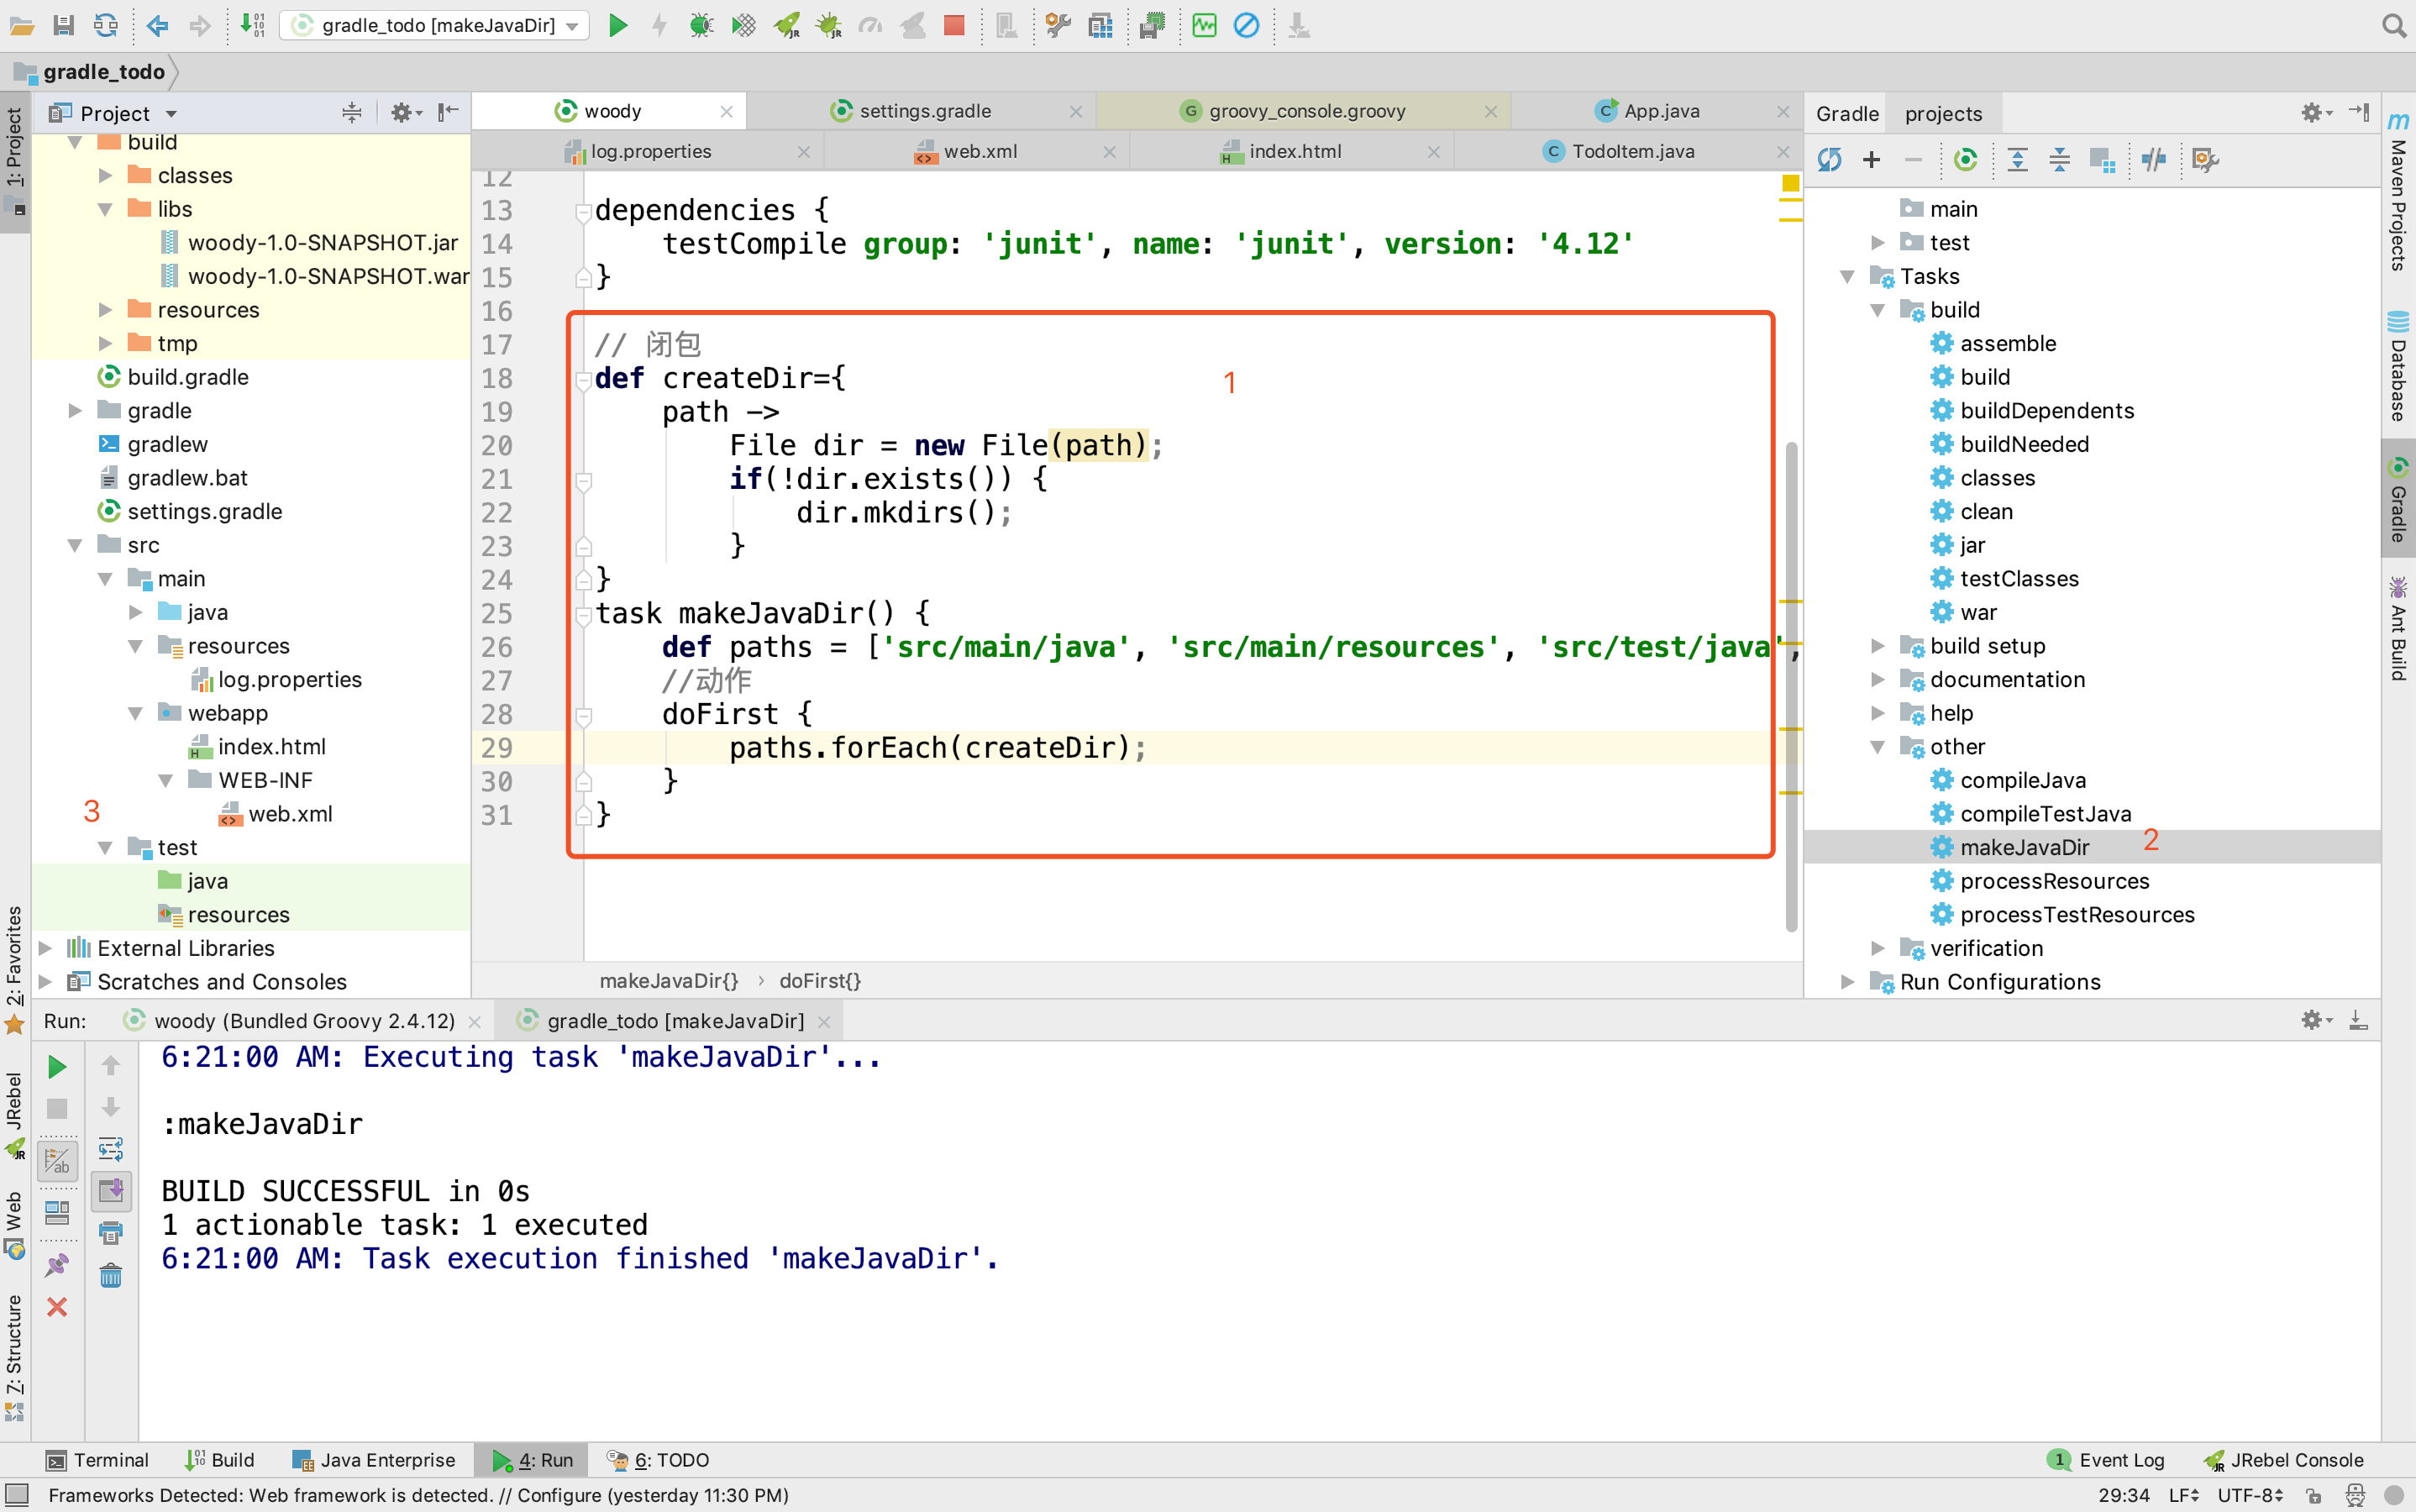 gradle_todo [makeJavaDir]
gradle_todo
1: Project
Project
build
classes
libs
woody-1.0-SNAPSHOT.jar
woody-1.0-SNAPSHOT.war
resources
tmp
build.gradle
gradle
gradlew
gradlew.bat
settings.gradle
src
main
java
resources
log.properties
webapp
index.html
WEB-INF
3
web.xml
test
java
resources
External Libraries
Scratches and Consoles
woody
settings.gradle
groovy_console.groovy
App.java
log.properties
web.xml
index.html
TodoItem.java
12
13 dependencies {
14 testCompile group: 'junit', name: 'junit', version: '4.12'
15 }
16
17 // 闭包
18 def createDir={
1
19 path ->
20 File dir = new File(path);
21 if(!dir.exists()) {
22 dir.mkdirs();
23 }
24 }
25 task makeJavaDir() {
26 def paths = ['src/main/java', 'src/main/resources', 'src/test/java',
27 //动作
28 doFirst {
29 paths.forEach(createDir);
30 }
31 }
makeJavaDir{} › doFirst{}
Gradle projects
main
test
Tasks
build
assemble
build
buildDependents
buildNeeded
classes
clean
jar
testClasses
war
build setup
documentation
help
other
compileJava
compileTestJava
makeJavaDir 2
processResources
processTestResources
verification
Run Configurations
Maven Projects
Database
Gradle
Ant Build
2: Favorites
JRebel
Web
Z: Structure
Run: woody (Bundled Groovy 2.4.12) gradle_todo [makeJavaDir]
6:21:00 AM: Executing task 'makeJavaDir'...
:makeJavaDir
BUILD SUCCESSFUL in 0s
1 actionable task: 1 executed
6:21:00 AM: Task execution finished 'makeJavaDir'.
Terminal Build Java Enterprise 4: Run 6: TODO 1 Event Log JRebel Console
Frameworks Detected: Web framework is detected. // Configure (yesterday 11:30 PM) 29:34 LF UTF-8